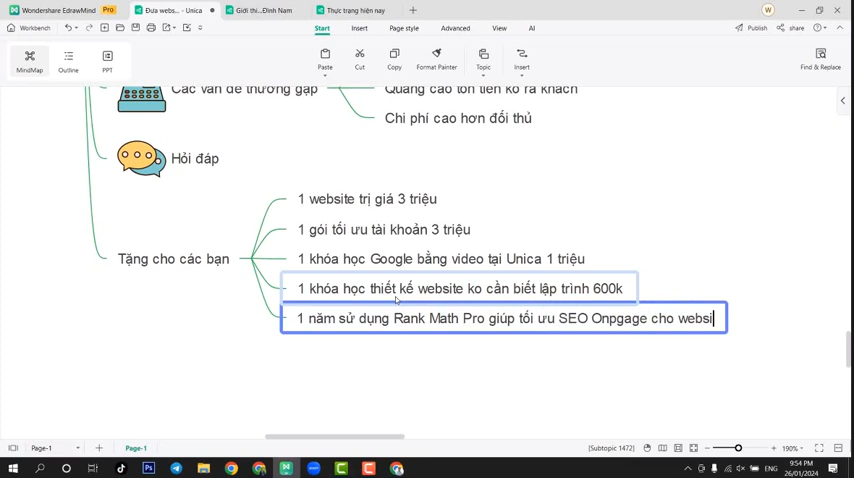 Wondershare EdrawMind Pro
Đưa webs... - Unica
Giới thi...Đình Nam
Thực trạng hiện nay
W
Workbench
Start
Insert
Page style
Advanced
View
AI
Publish
share
MindMap
Outline
PPT
Paste
Cut
Copy
Format Painter
Topic
Insert
Find & Replace
Các vấn đề thường gặp
Quảng cáo tốn tiền ko ra khách
Chi phí cao hơn đối thủ
Hỏi đáp
Tặng cho các bạn
1 website trị giá 3 triệu
1 gói tối ưu tài khoản 3 triệu
1 khóa học Google bằng video tại Unica 1 triệu
1 khóa học thiết kế website ko cần biết lập trình 600k
1 năm sử dụng Rank Math Pro giúp tối ưu SEO Onpgage cho websi
Page-1
Page-1
[Subtopic 1472]
190%
Ps
zoom
ENG
9:54 PM
26/01/2024